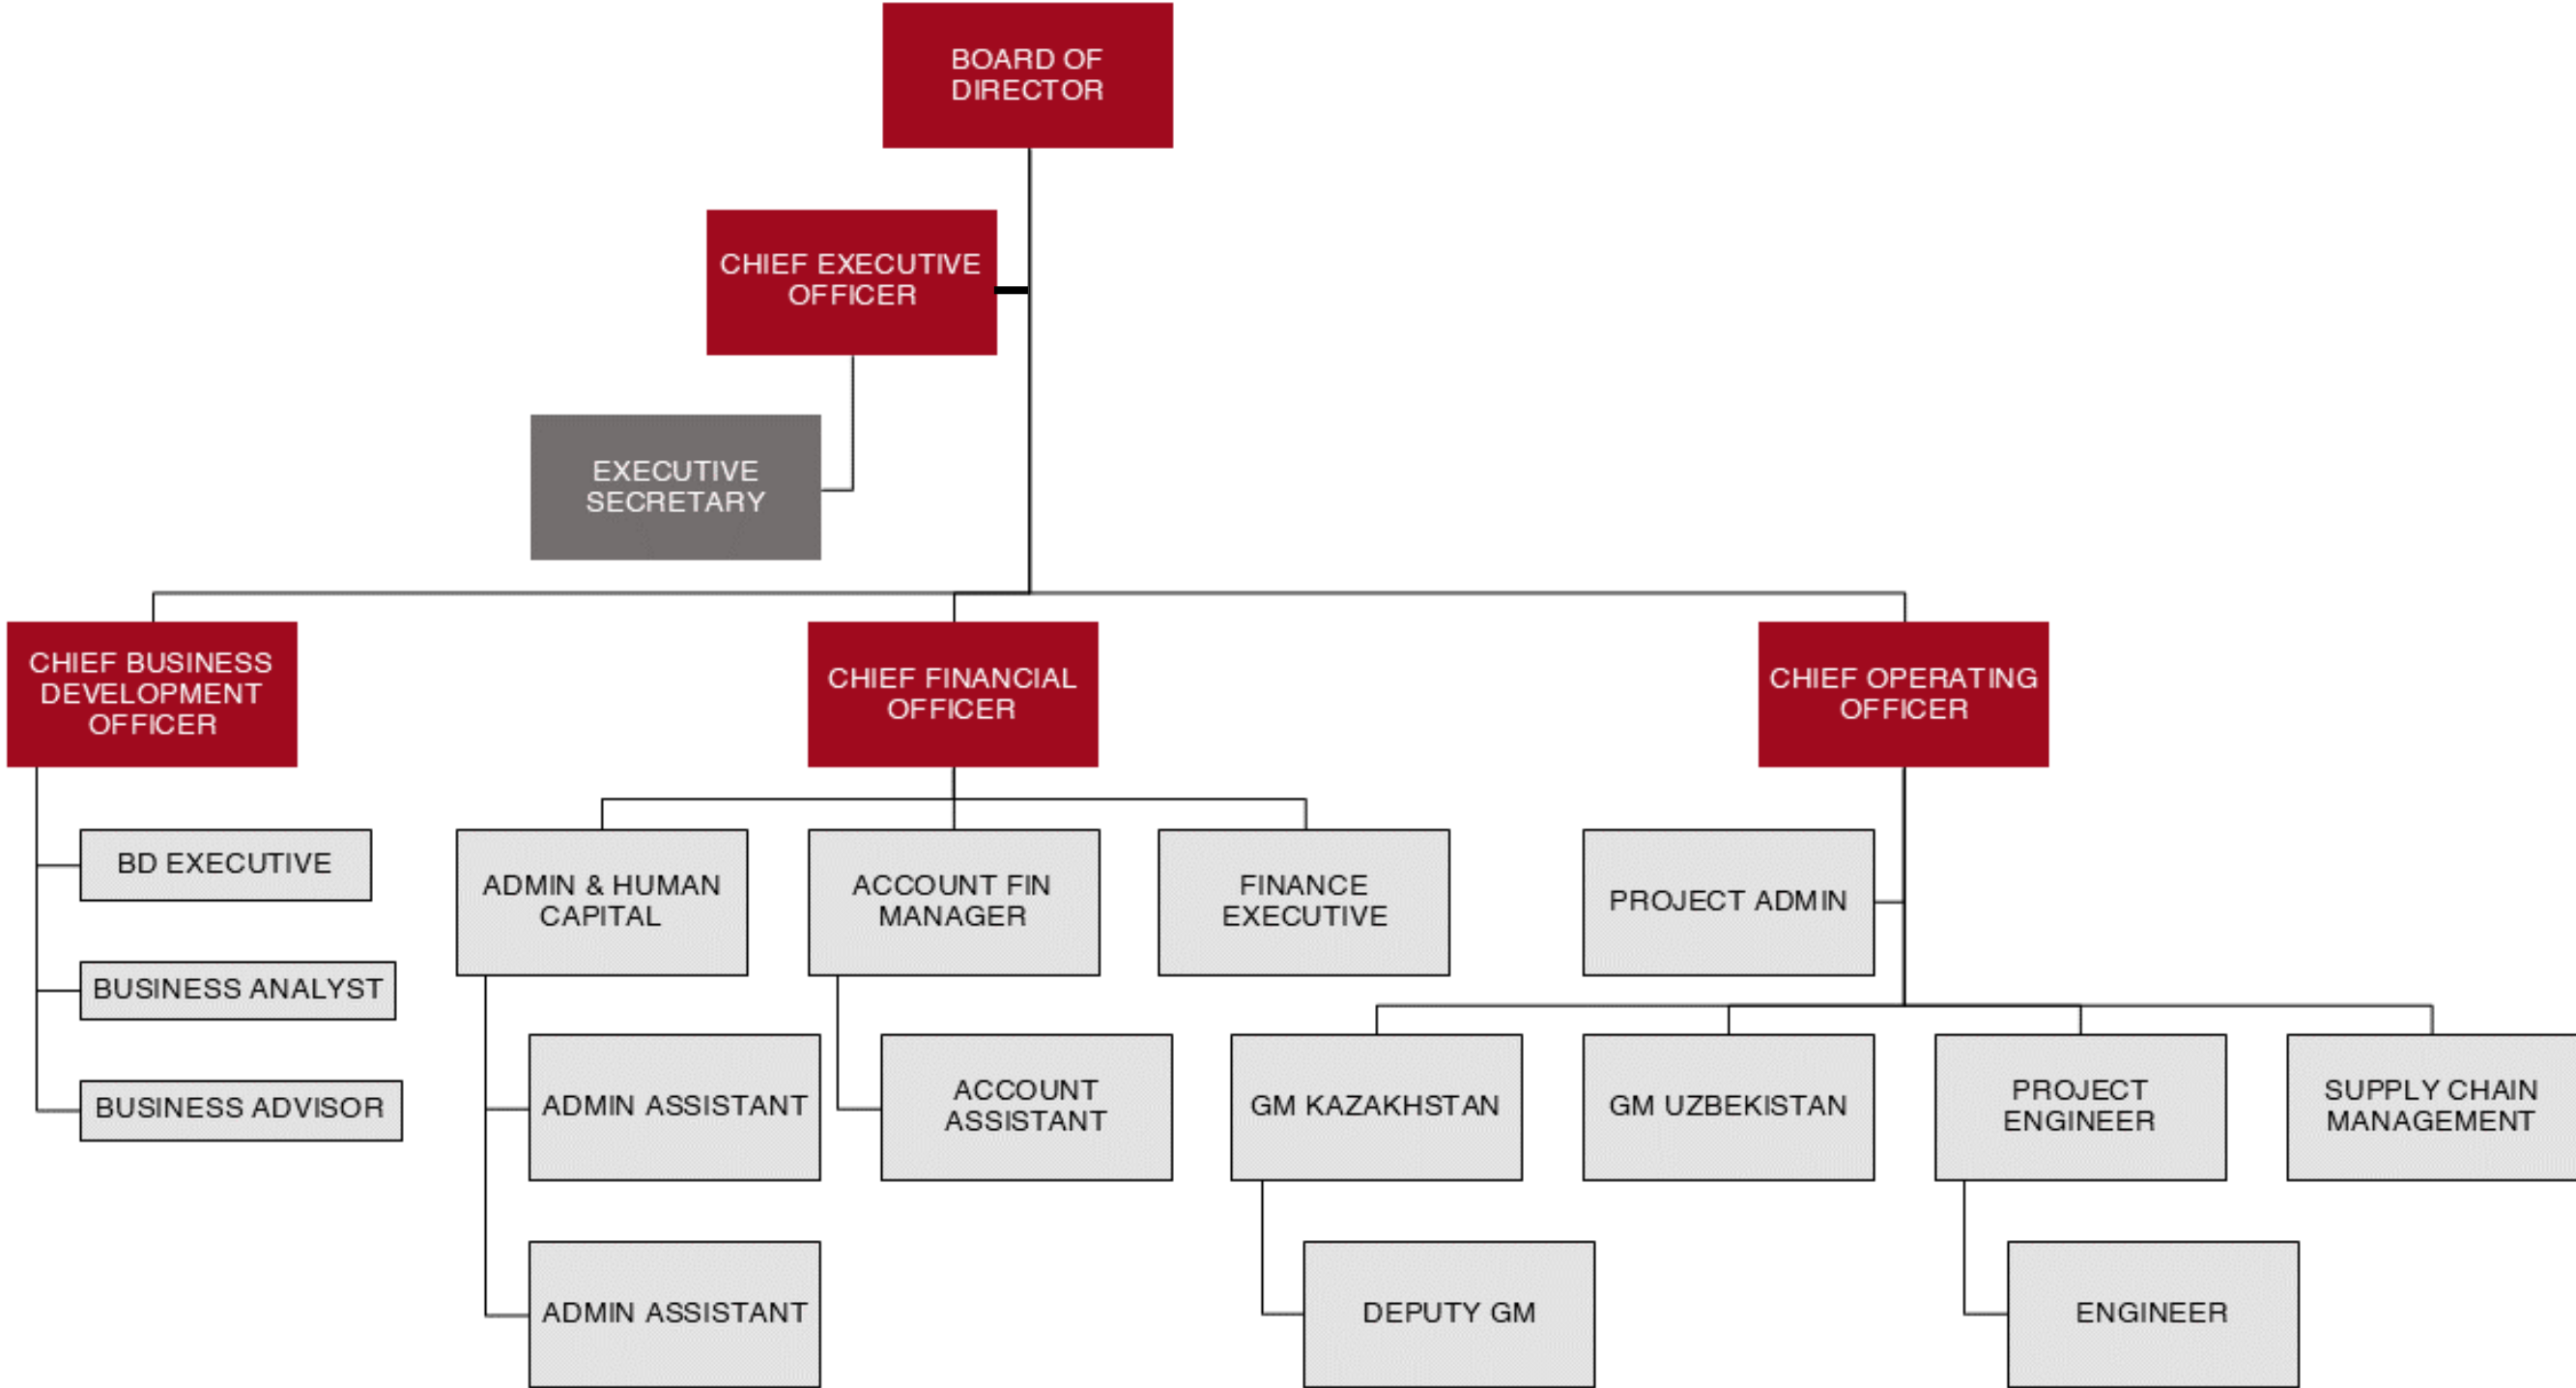 BOARD OF
DIRECTOR
CHIEF EXECUTIVE
OFFICER
EXECUTIVE
SECRETARY
CHIEF BUSINESS
DEVELOPMENT
OFFICER
CHIEF FINANCIAL
OFFICER
CHIEF OPERATING
OFFICER
BD EXECUTIVE
BUSINESS ANALYST
BUSINESS ADVISOR
ADMIN & HUMAN
CAPITAL
ACCOUNT FIN
MANAGER
FINANCE
EXECUTIVE
PROJECT ADMIN
ADMIN ASSISTANT
ACCOUNT
ASSISTANT
GM KAZAKHSTAN
GM UZBEKISTAN
PROJECT
ENGINEER
SUPPLY CHAIN
MANAGEMENT
ADMIN ASSISTANT
DEPUTY GM
ENGINEER